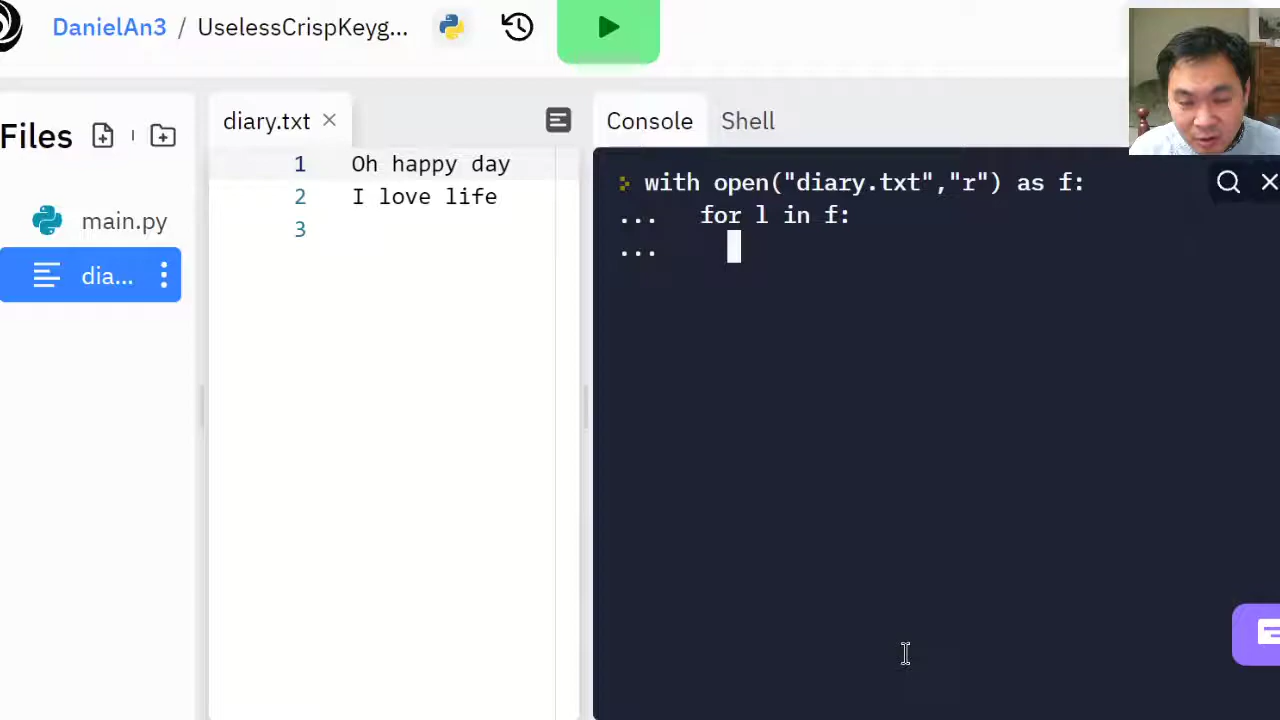 DanielAn3 / UselessCrispKeyg...
Files
diary.txt
Console
Shell
main.py
dia...
1 Oh happy day
2 I love life
3
with open("diary.txt","r") as f:
... for l in f:
...